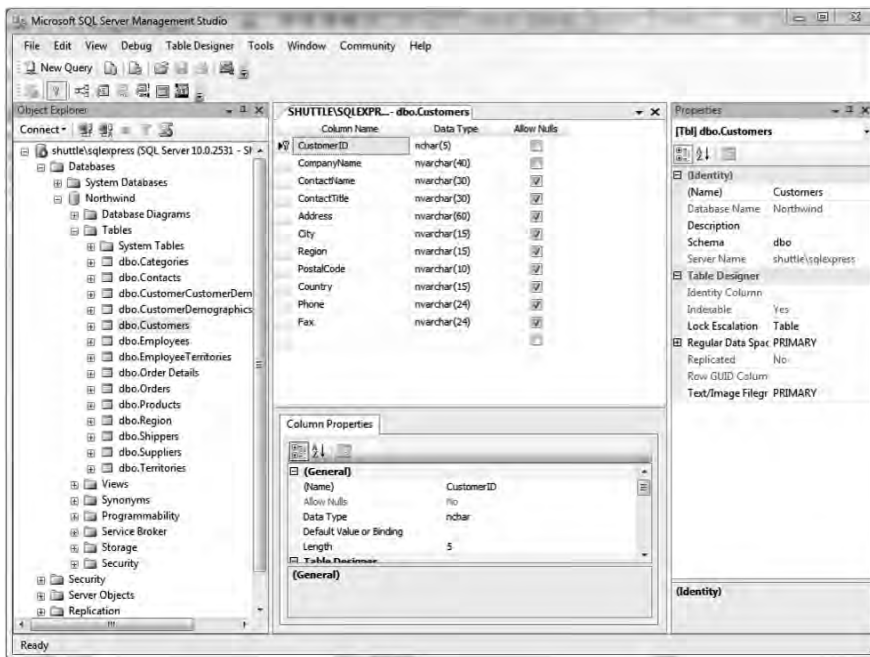 Microsoft SQL Server Management Studio
File Edit View Debug Table Designer Tools Window Community Help
New Query
Object Explorer
Connect
shuttle\sqlexpress (SQL Server 10.0.2531 - Sh
Databases
System Databases
Northwind
Database Diagrams
Tables
System Tables
dbo.Categories
dbo.Contacts
dbo.CustomerCustomerDem
dbo.CustomerDemographics
dbo.Customers
dbo.Employees
dbo.EmployeeTerritories
dbo.Order Details
dbo.Orders
dbo.Products
dbo.Region
dbo.Shippers
dbo.Suppliers
dbo.Territories
Views
Synonyms
Programmability
Service Broker
Storage
Security
Security
Server Objects
Replication
SHUTTLE\SQLEXPR...- dbo.Customers
Column Name Data Type Allow Nulls
CustomerID nchar(5)
CompanyName nvarchar(40)
ContactName nvarchar(30)
ContactTitle nvarchar(30)
Address nvarchar(60)
City nvarchar(15)
Region nvarchar(15)
PostalCode nvarchar(10)
Country nvarchar(15)
Phone nvarchar(24)
Fax nvarchar(24)
Column Properties
(General)
(Name) CustomerID
Allow Nulls No
Data Type nchar
Default Value or Binding
Length 5
Table Designer
(General)
Properties
[Tbl] dbo.Customers
(Identity)
(Name) Customers
Database Name Northwind
Description
Schema dbo
Server Name shuttle\sqlexpress
Table Designer
Identity Column
Indexable Yes
Lock Escalation Table
Regular Data Spac PRIMARY
Replicated No
Row GUID Colum
Text/Image Filegr PRIMARY
(Identity)
Ready